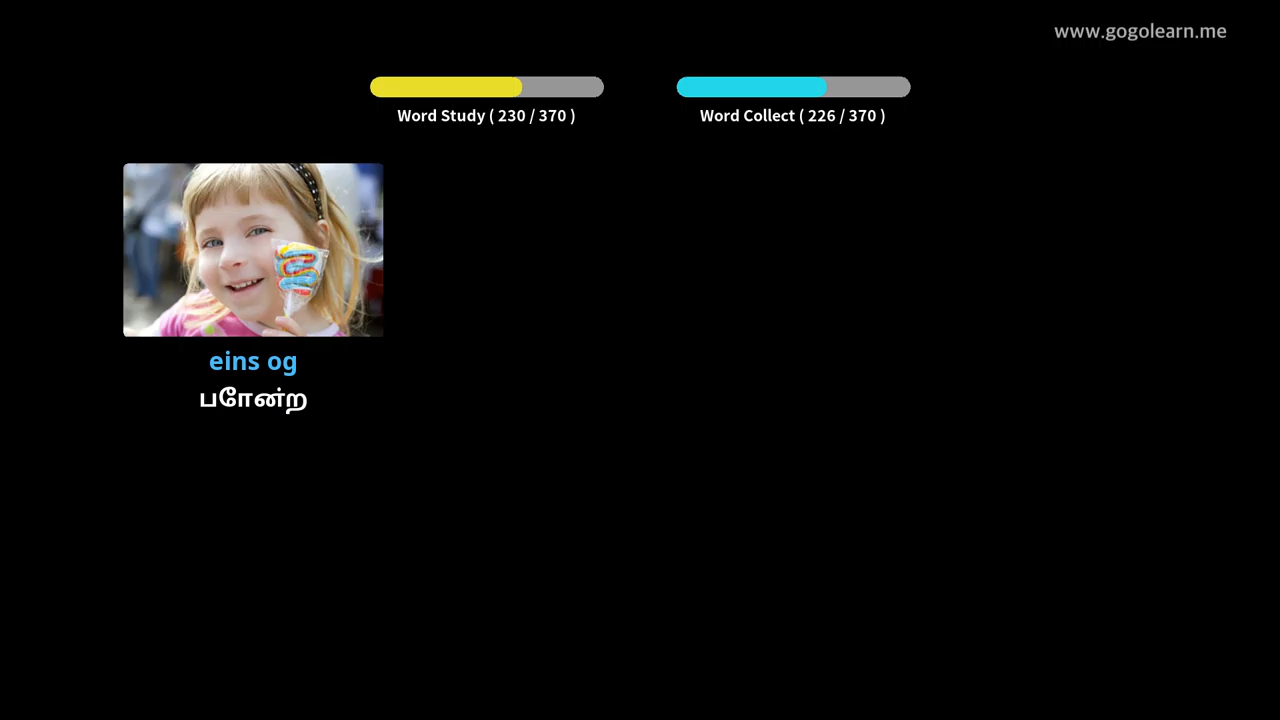 www.gogolearn.me
Word Study ( 230 / 370 )
Word Collect ( 226 / 370 )
eins og
போன்ற